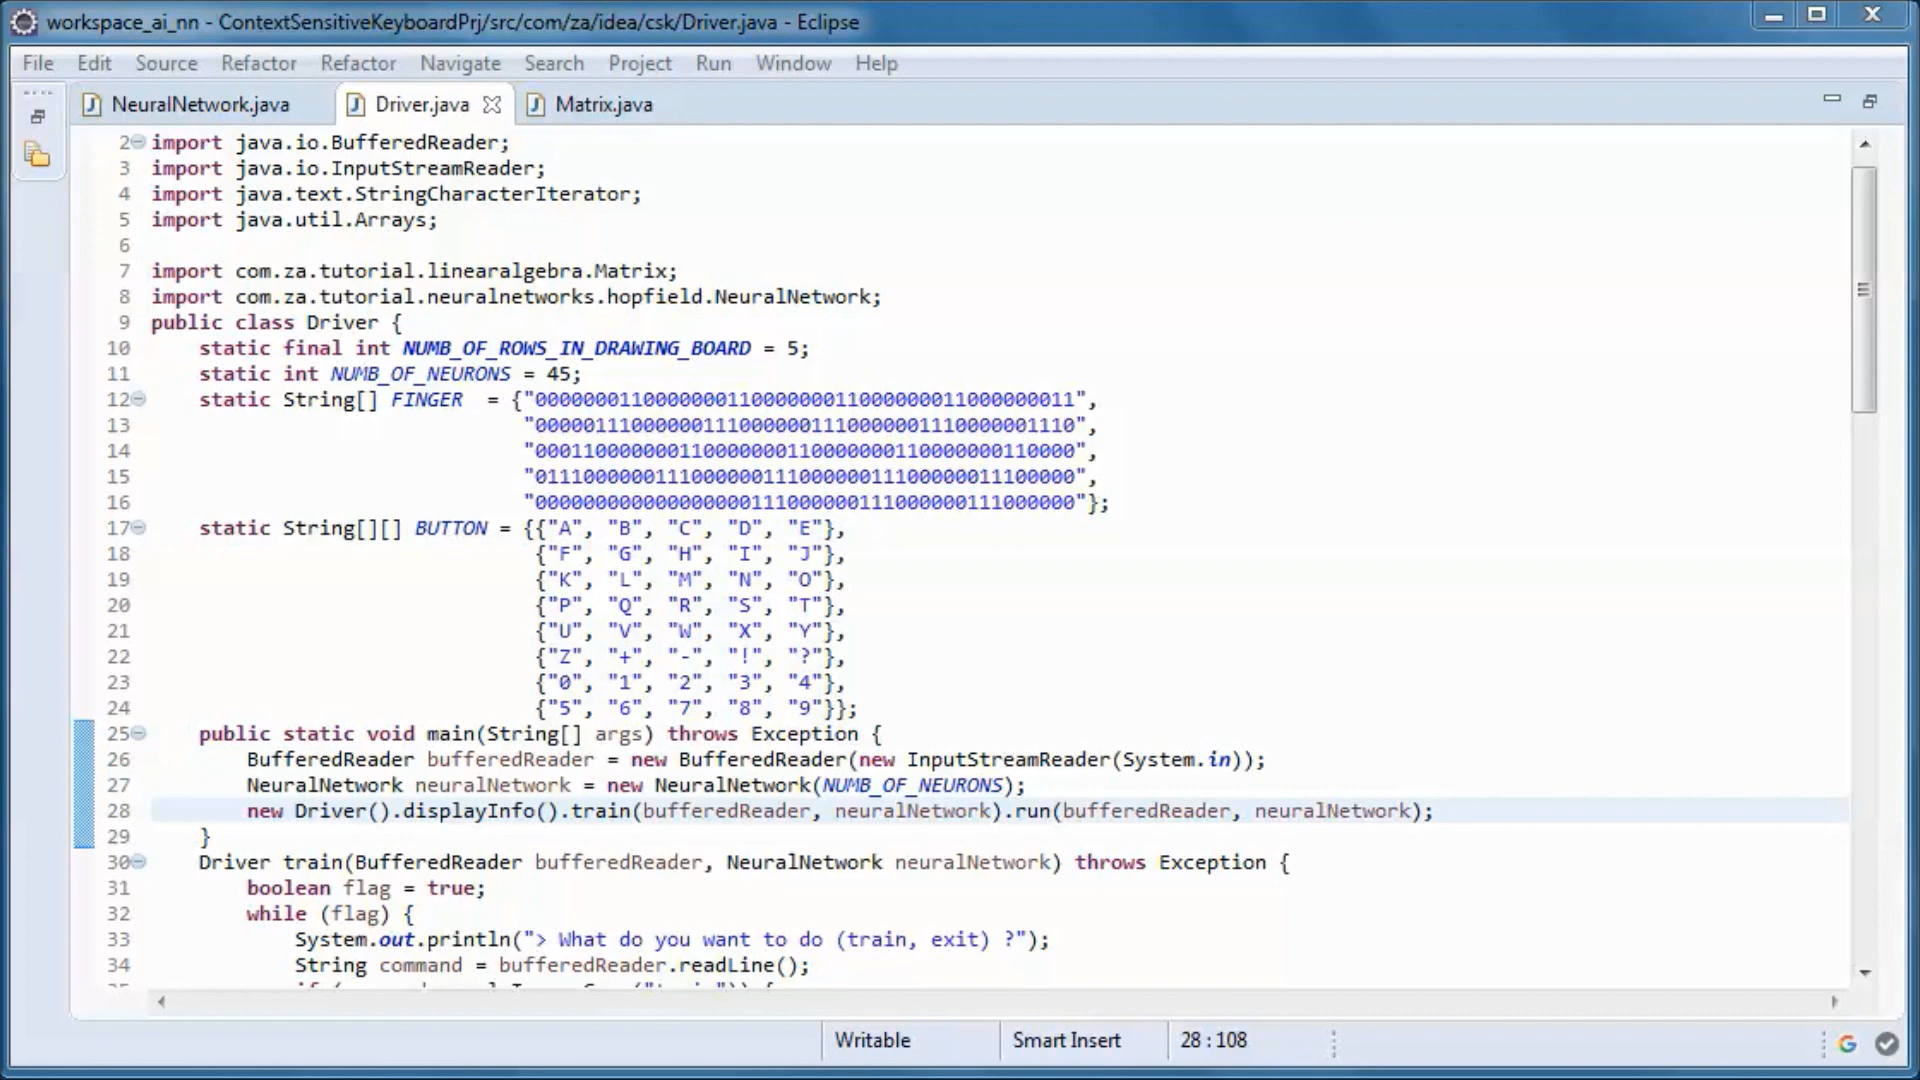 workspace_ai_nn - ContextSensitiveKeyboardPrj/src/com/za/idea/csk/Driver.java - Eclipse
File Edit Source Refactor Refactor Navigate Search Project Run Window Help
NeuralNetwork.java Driver.java Matrix.java
2 import java.io.BufferedReader;
3 import java.io.InputStreamReader;
4 import java.text.StringCharacterIterator;
5 import java.util.Arrays;
6
7 import com.za.tutorial.linearalgebra.Matrix;
8 import com.za.tutorial.neuralnetworks.hopfield.NeuralNetwork;
9 public class Driver {
10 static final int NUMB_OF_ROWS_IN_DRAWING_BOARD = 5;
11 static int NUMB_OF_NEURONS = 45;
12 static String[] FINGER = {"000000011000000011000000011000000011000000011",
13 "000001110000001110000001110000001110000001110",
14 "000110000000110000000110000000110000000110000",
15 "011100000011100000011100000011100000011100000",
16 "000000000000000000111000000111000000111000000"};
17 static String[][] BUTTON = {{"A", "B", "C", "D", "E"},
18 {"F", "G", "H", "I", "J"},
19 {"K", "L", "M", "N", "O"},
20 {"P", "Q", "R", "S", "T"},
21 {"U", "V", "W", "X", "Y"},
22 {"Z", "+", "-", "!", "?"},
23 {"0", "1", "2", "3", "4"},
24 {"5", "6", "7", "8", "9"}};
25 public static void main(String[] args) throws Exception {
26 BufferedReader bufferedReader = new BufferedReader(new InputStreamReader(System.in));
27 NeuralNetwork neuralNetwork = new NeuralNetwork(NUMB_OF_NEURONS);
28 new Driver().displayInfo().train(bufferedReader, neuralNetwork).run(bufferedReader, neuralNetwork);
29 }
30 Driver train(BufferedReader bufferedReader, NeuralNetwork neuralNetwork) throws Exception {
31 boolean flag = true;
32 while (flag) {
33 System.out.println("> What do you want to do (train, exit) ?");
34 String command = bufferedReader.readLine();
Writable Smart Insert 28 : 108